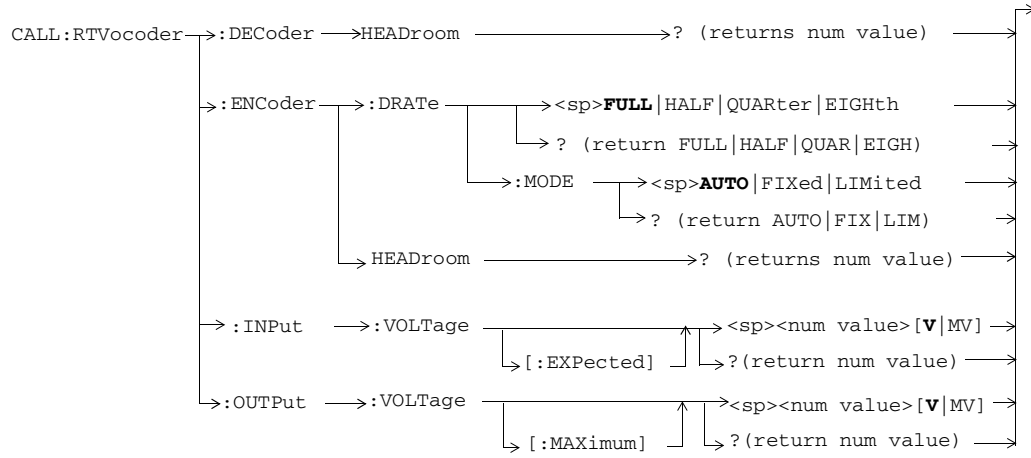 CALL:RTVocoder :DECoder HEADroom ? (returns num value)
:ENCoder :DRATe <sp>FULL|HALF|QUARter|EIGHth
? (return FULL|HALF|QUAR|EIGH)
:MODE <sp>AUTO|FIXed|LIMited
? (return AUTO|FIX|LIM)
HEADroom ? (returns num value)
:INPut :VOLTage <sp><num value>[V|MV]
[:EXPected] ?(return num value)
:OUTPut :VOLTage <sp><num value>[V|MV]
[:MAXimum] ?(return num value)